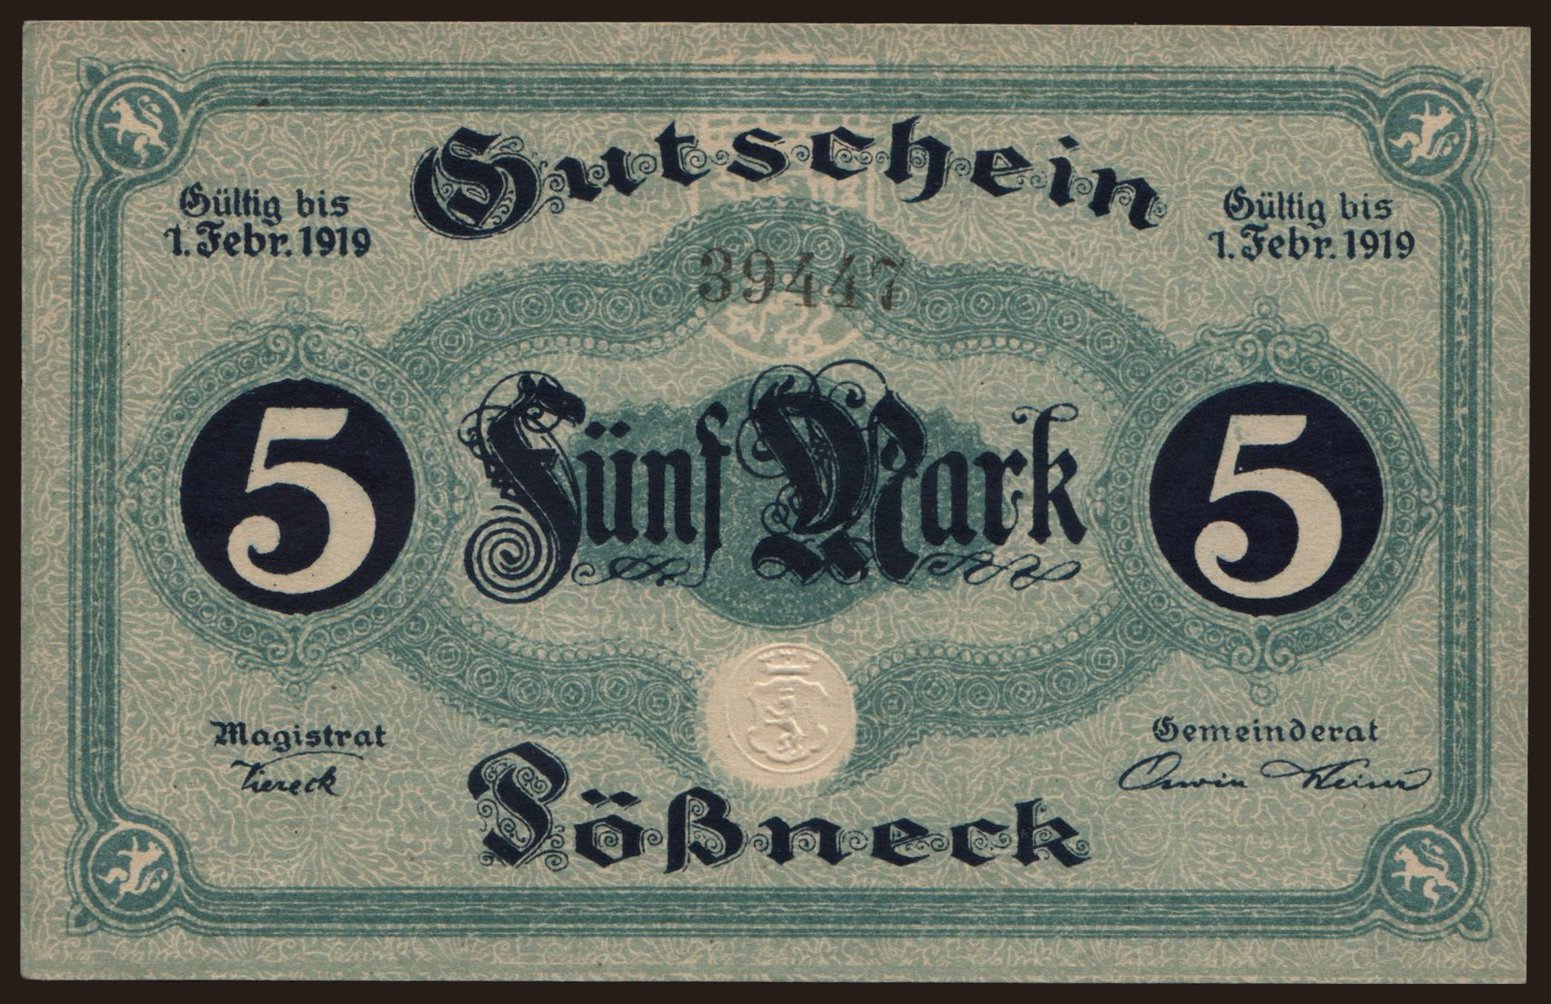 Gutschein
Gültig bis
1. Febr. 1919
Gültig bis
1. Febr. 1919
39447
5
Fünf Mark
5
Magistrat
Viereck
Gemeinderat
Pößneck